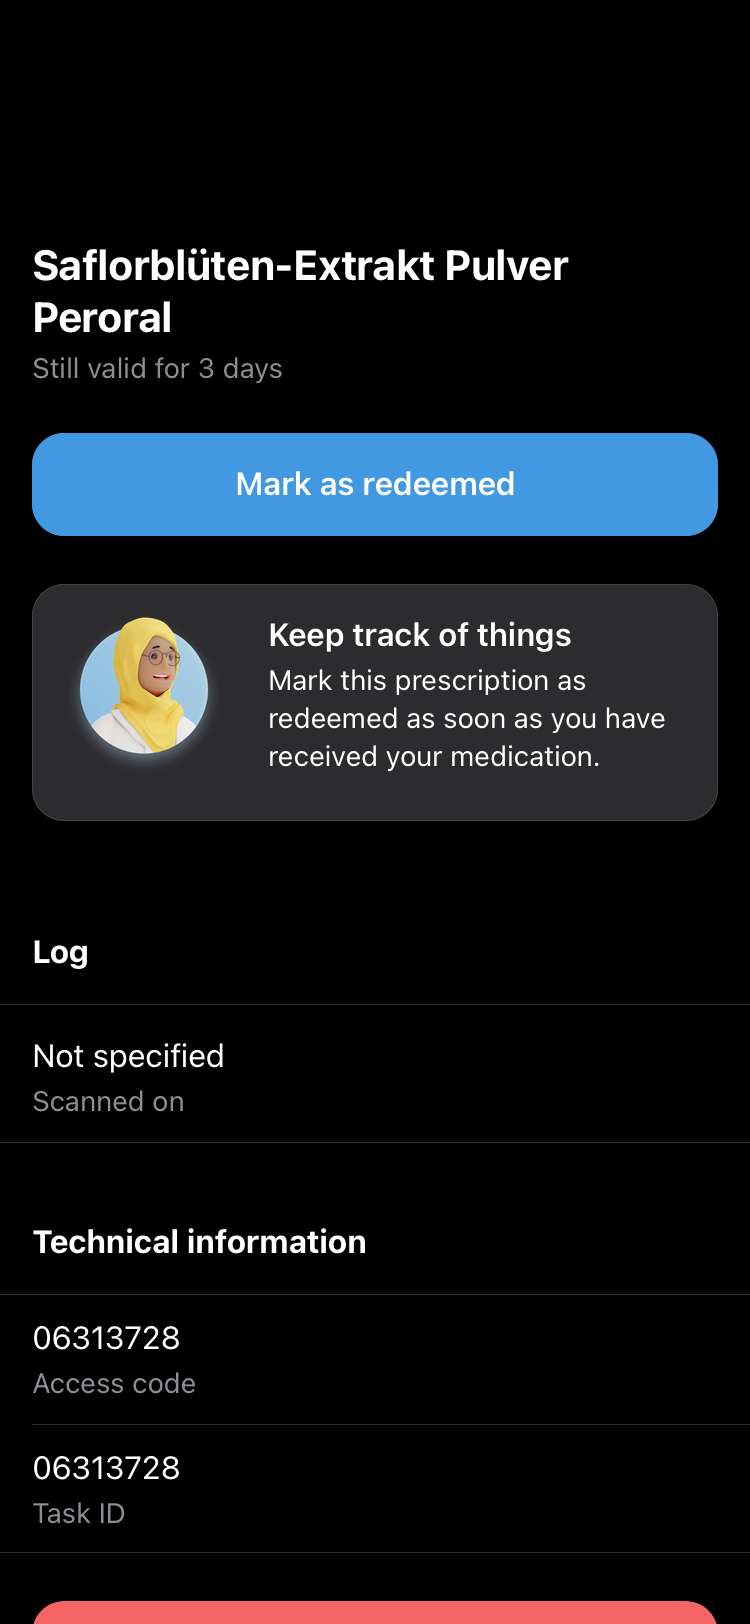 Saflorblüten-Extrakt Pulver
Peroral
Still valid for 3 days
Mark as redeemed
Keep track of things
Mark this prescription as
redeemed as soon as you have
received your medication.
Log
Not specified
Scanned on
Technical information
06313728
Access code
06313728
Task ID